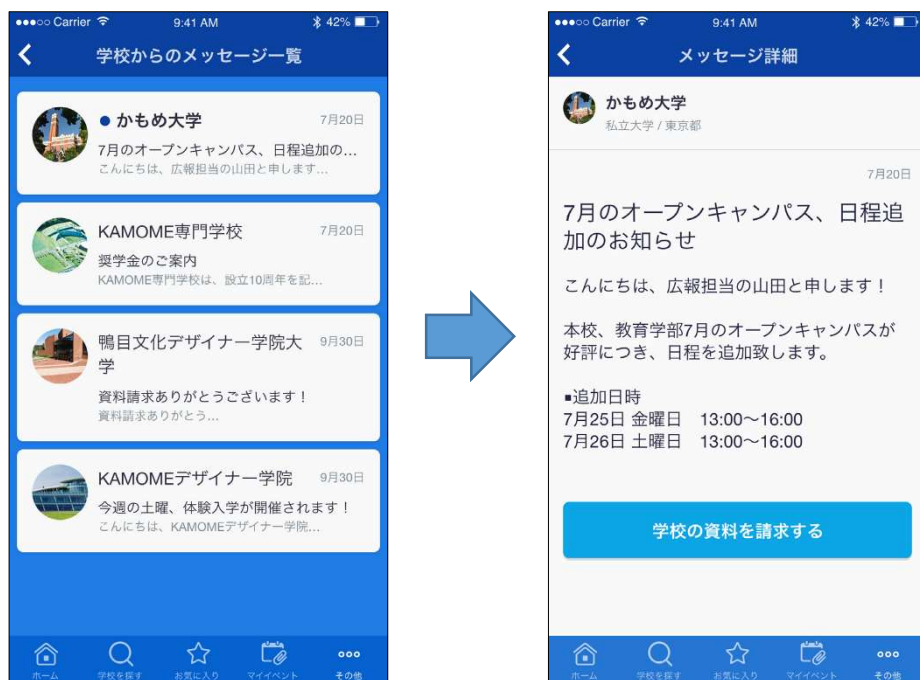 Carrier 9:41 AM 42%
学校からのメッセージ一覧
かもめ大学 7月20日
7月のオープンキャンパス、日程追加の...
こんにちは、広報担当の山田と申します...
KAMOME専門学校 7月20日
奨学金のご案内
KAMOME専門学校は、設立10周年を記...
鴨目文化デザイナー学院大 9月30日
学
資料請求ありがとうございます！
資料請求ありがとう...
KAMOMEデザイナー学院 9月30日
今週の土曜、体験入学が開催されます！
こんにちは、KAMOMEデザイナー学院...
ホーム 学校を探す お気に入り マイイベント その他
Carrier 9:41 AM 42%
メッセージ詳細
かもめ大学
私立大学 / 東京都
7月20日
7月のオープンキャンパス、日程追
加のお知らせ
こんにちは、広報担当の山田と申します！
本校、教育学部7月のオープンキャンパスが
好評につき、日程を追加致します。
■追加日時
7月25日 金曜日 13:00〜16:00
7月26日 土曜日 13:00〜16:00
学校の資料を請求する
ホーム 学校を探す お気に入り マイイベント その他